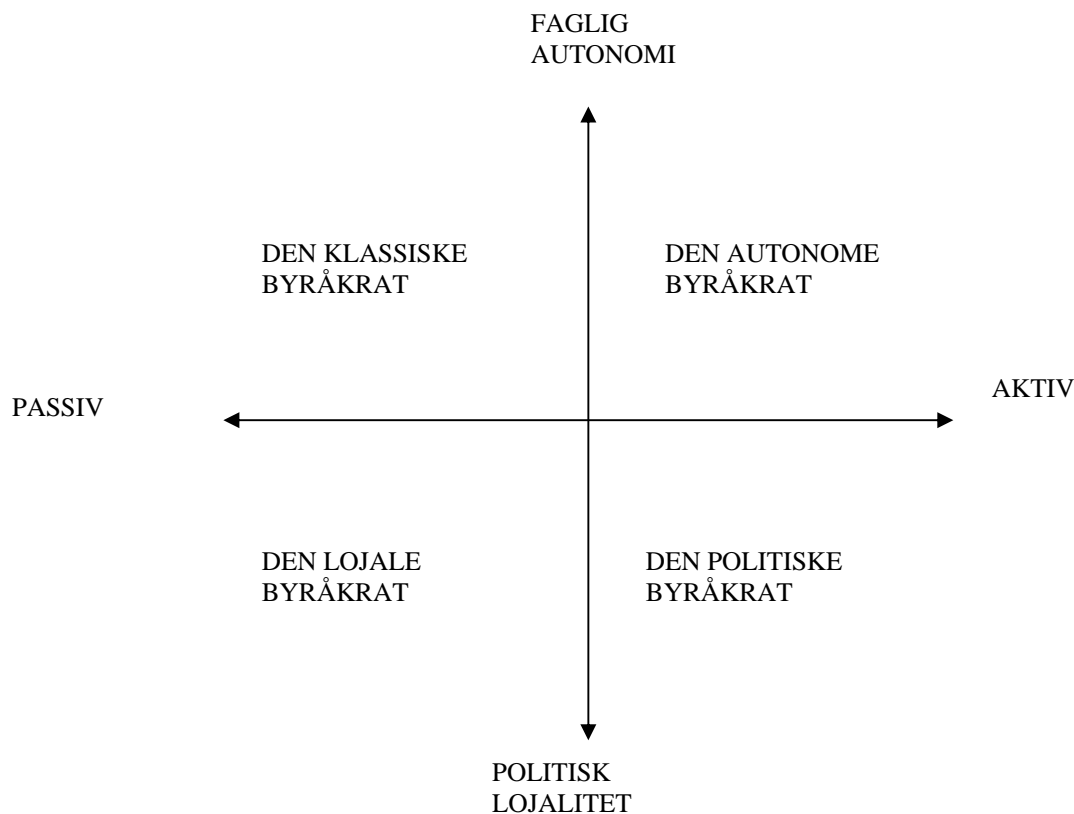 FAGLIG
AUTONOMI
DEN KLASSISKE
BYRÅKRAT
DEN AUTONOME
BYRÅKRAT
PASSIV
AKTIV
DEN LOJALE
BYRÅKRAT
DEN POLITISKE
BYRÅKRAT
POLITISK
LOJALITET